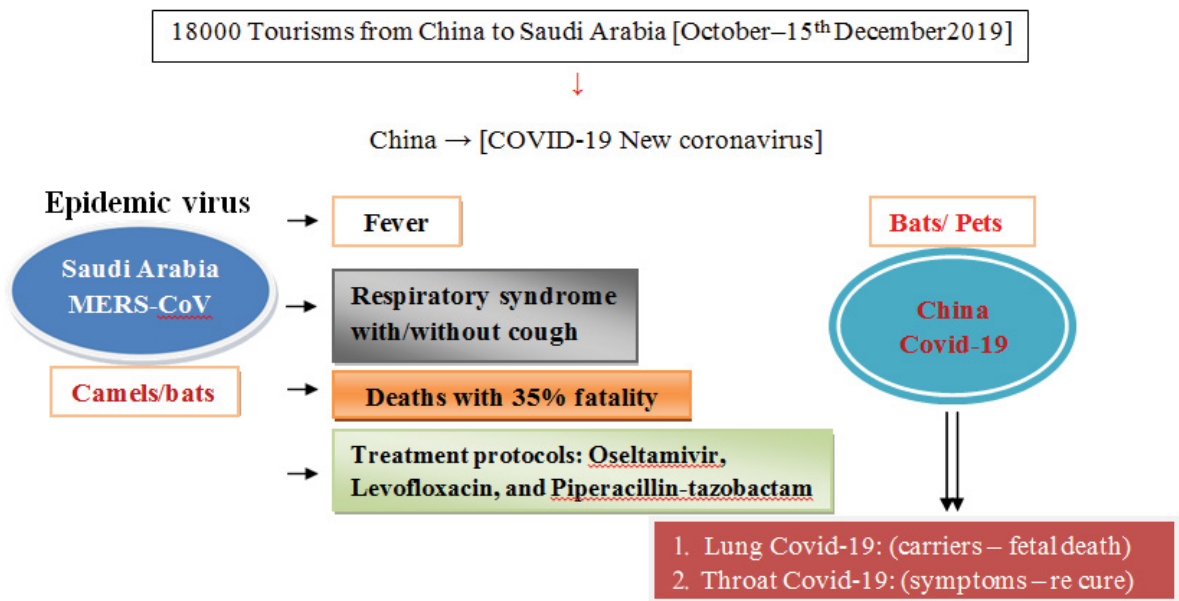 18000 Tourisms from China to Saudi Arabia [October–15th December2019]
↓
China → [COVID-19 New coronavirus]
Epidemic virus
Saudi Arabia
MERS-CoV
Camels/bats
Fever
Respiratory syndrome
with/without cough
Deaths with 35% fatality
Treatment protocols: Oseltamivir,
Levofloxacin, and Piperacillin-tazobactam
Bats/ Pets
China
Covid-19
1. Lung Covid-19: (carriers – fetal death)
2. Throat Covid-19: (symptoms – re cure)